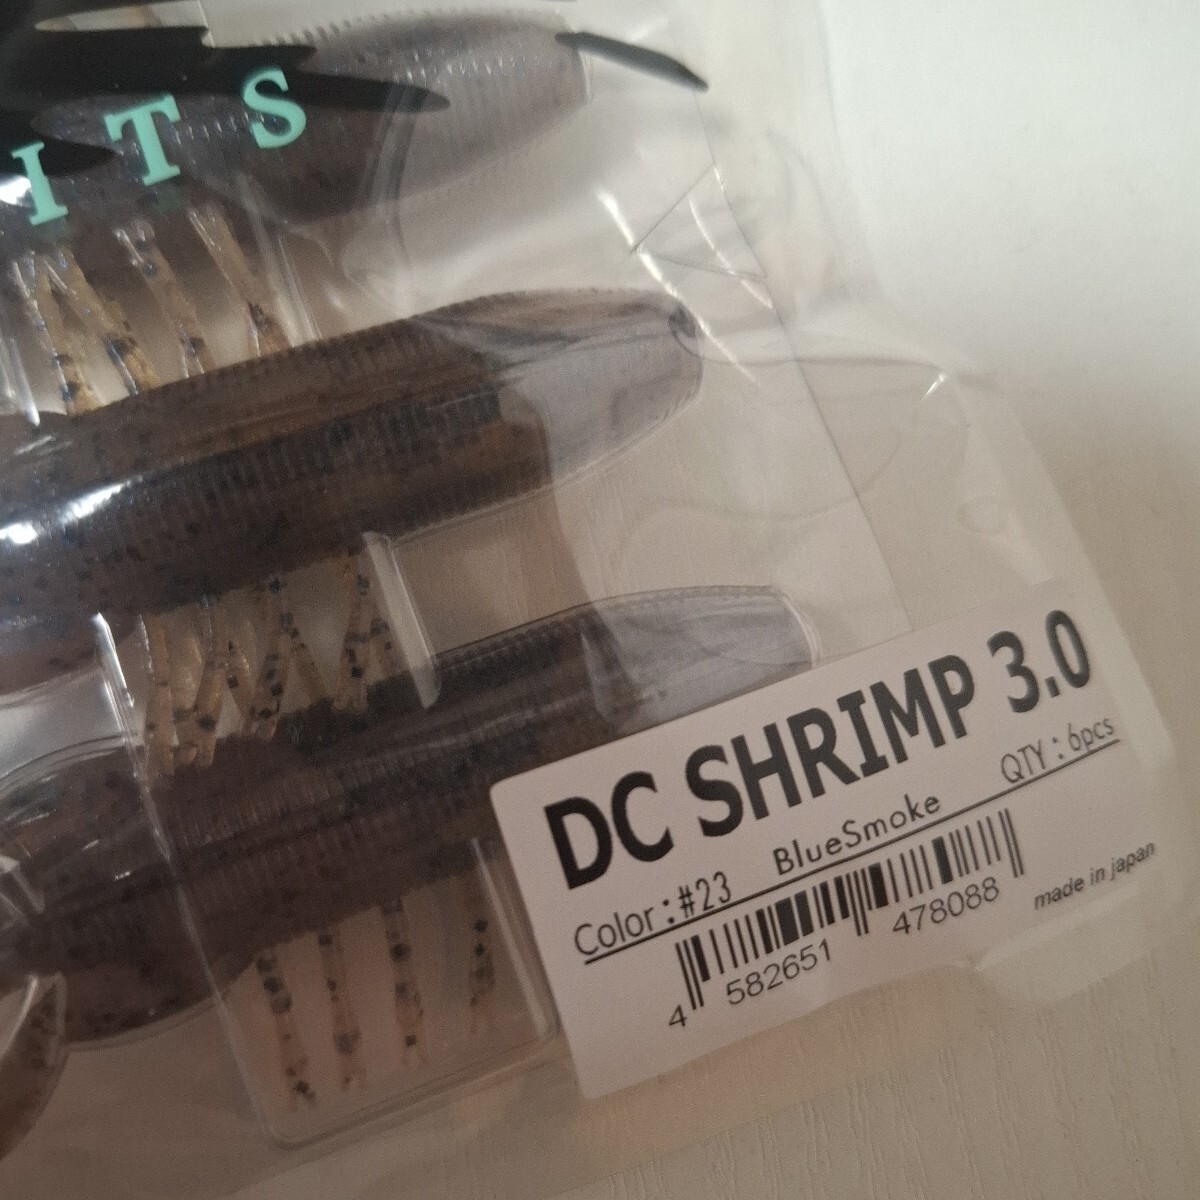 ITS
DC SHRIMP 3.0
Color:#23 BlueSmoke QTY:6pcs
4 582651 478088
made in japan